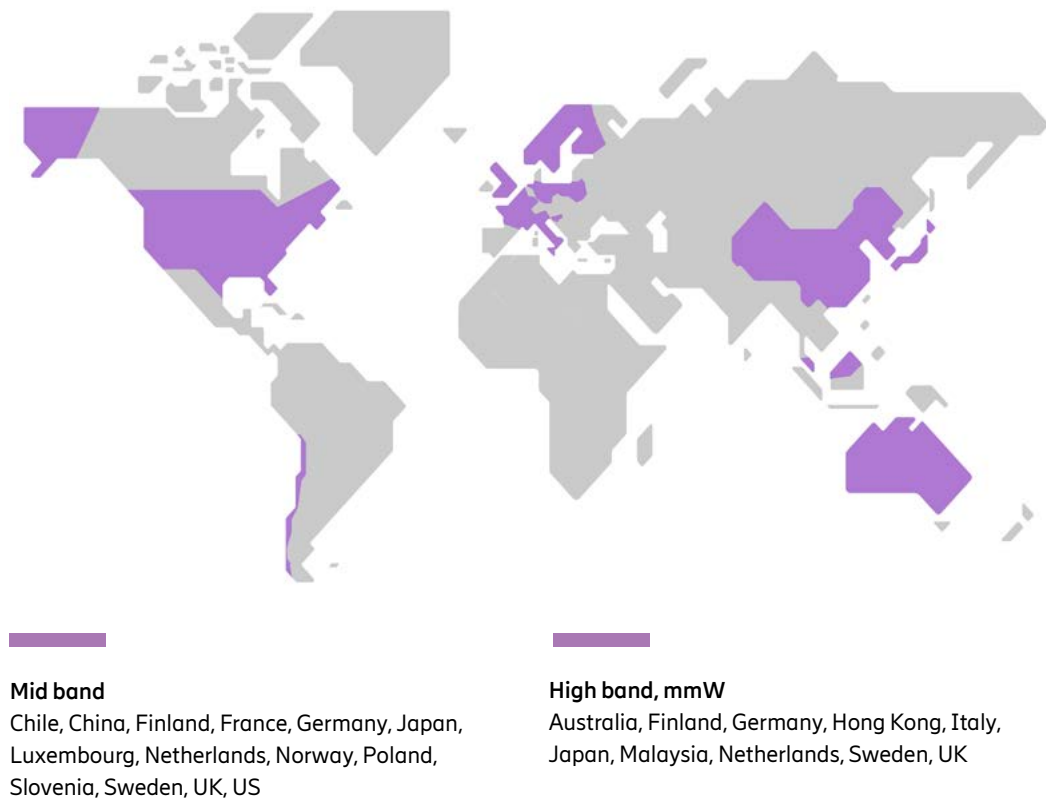 Mid band
Chile, China, Finland, France, Germany, Japan,
Luxembourg, Netherlands, Norway, Poland,
Slovenia, Sweden, UK, US
High band, mmW
Australia, Finland, Germany, Hong Kong, Italy,
Japan, Malaysia, Netherlands, Sweden, UK